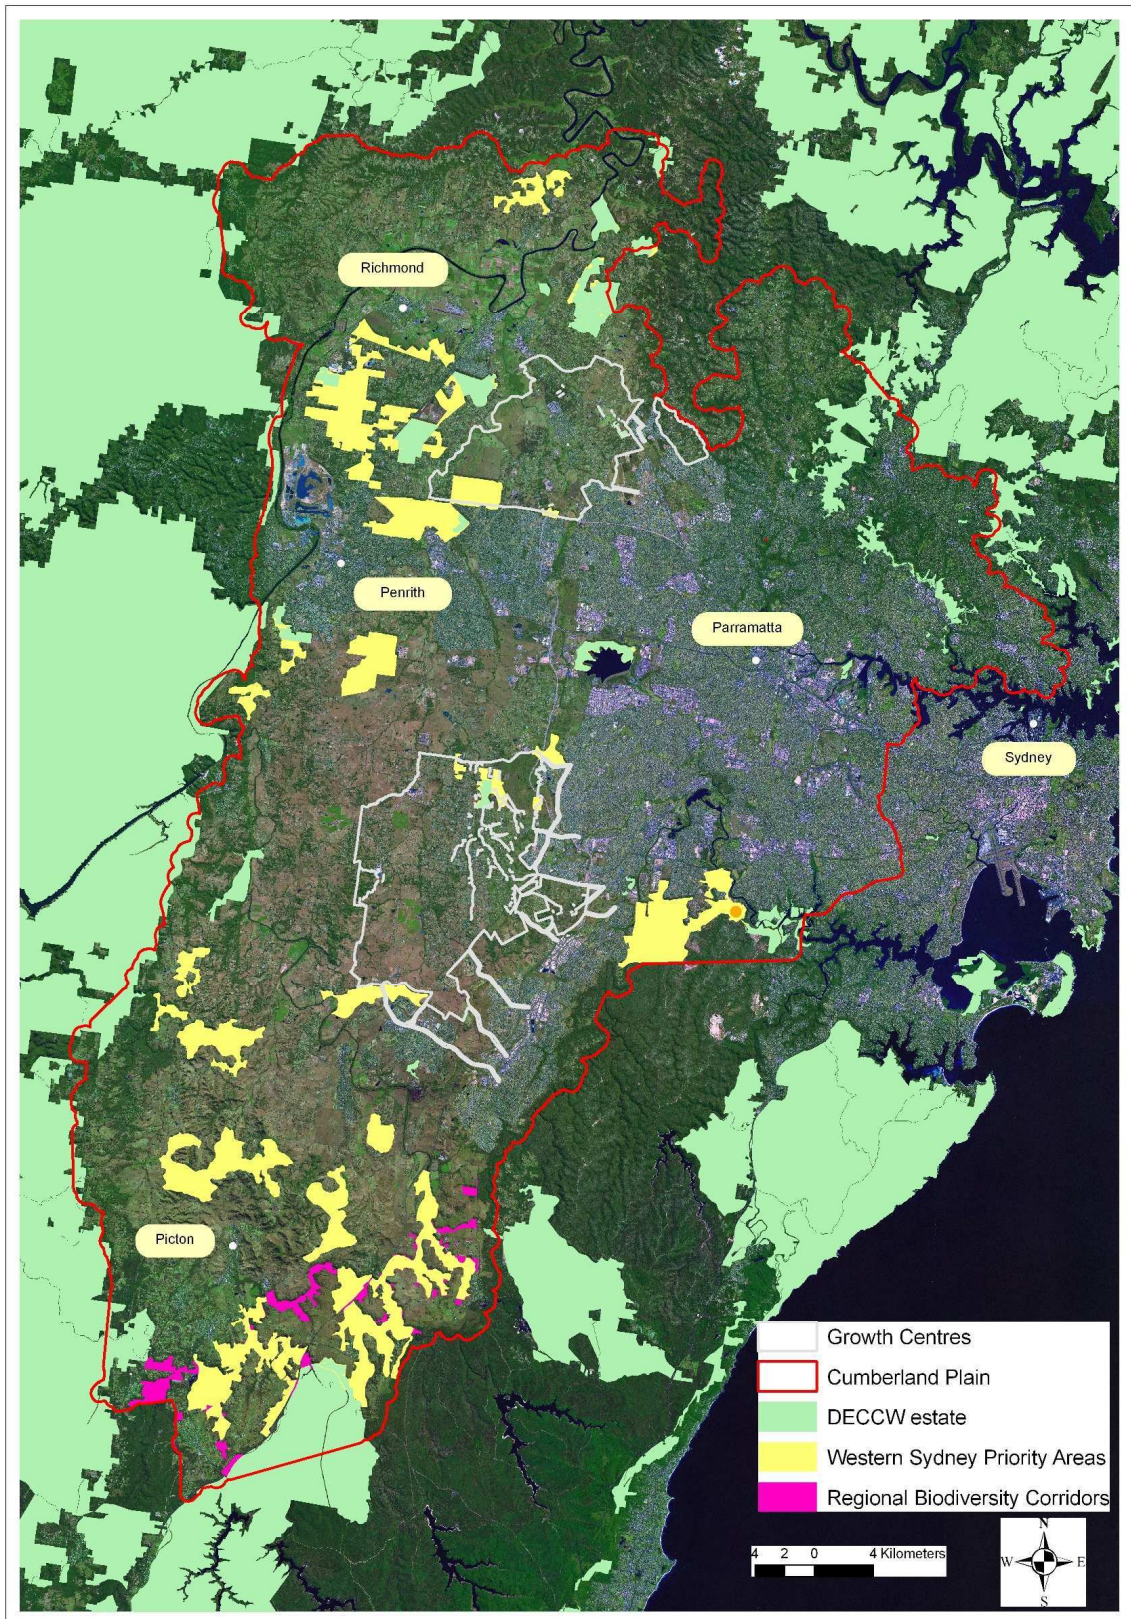 Richmond
Penrith
Parramatta
Sydney
Picton
Growth Centres
Cumberland Plain
DECCW estate
Western Sydney Priority Areas
Regional Biodiversity Corridors
4 2 0 4 Kilometers
N
W E
S